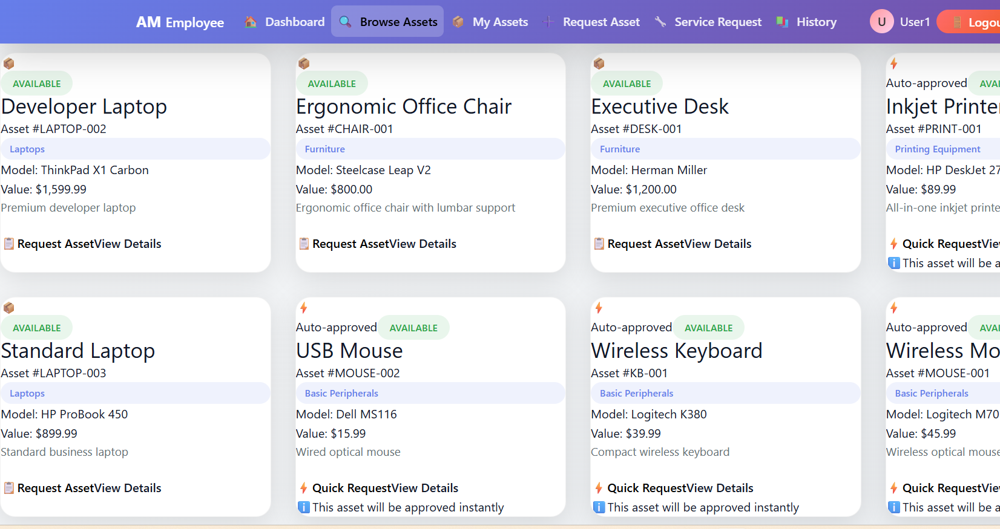 AM Employee Dashboard Browse Assets My Assets Request Asset Service Request History U User1 Logou
AVAILABLE
Developer Laptop
Asset #LAPTOP-002
Laptops
Model: ThinkPad X1 Carbon
Value: $1,599.99
Premium developer laptop
Request AssetView Details
AVAILABLE
Ergonomic Office Chair
Asset #CHAIR-001
Furniture
Model: Steelcase Leap V2
Value: $800.00
Ergonomic office chair with lumbar support
Request AssetView Details
AVAILABLE
Executive Desk
Asset #DESK-001
Furniture
Model: Herman Miller
Value: $1,200.00
Premium executive office desk
Request AssetView Details
Auto-approved AVAI
Inkjet Printe
Asset #PRINT-001
Printing Equipment
Model: HP DeskJet 27
Value: $89.99
All-in-one inkjet printe
Quick RequestVie
This asset will be a
AVAILABLE
Standard Laptop
Asset #LAPTOP-003
Laptops
Model: HP ProBook 450
Value: $899.99
Standard business laptop
Request AssetView Details
Auto-approved AVAILABLE
USB Mouse
Asset #MOUSE-002
Basic Peripherals
Model: Dell MS116
Value: $15.99
Wired optical mouse
Quick RequestView Details
This asset will be approved instantly
Auto-approved AVAILABLE
Wireless Keyboard
Asset #KB-001
Basic Peripherals
Model: Logitech K380
Value: $39.99
Compact wireless keyboard
Quick RequestView Details
This asset will be approved instantly
Auto-approved AVAI
Wireless Mo
Asset #MOUSE-001
Basic Peripherals
Model: Logitech M70
Value: $45.99
Wireless optical mouse
Quick RequestVie
This asset will be a